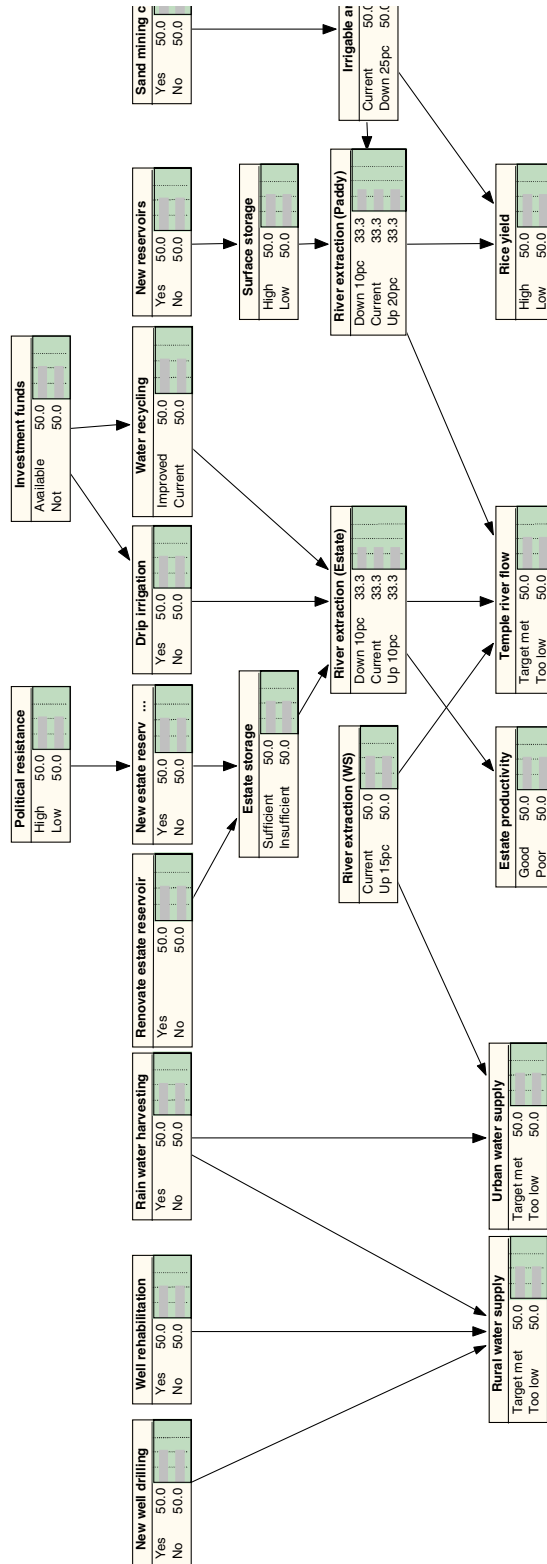 Political resistance
High 50.0
Low 50.0
Investment funds
Available 50.0
Not 50.0
New well drilling
Yes 50.0
No 50.0
Well rehabilitation
Yes 50.0
No 50.0
Rain water harvesting
Yes 50.0
No 50.0
Renovate estate reservoir
Yes 50.0
No 50.0
New estate reserv ...
Yes 50.0
No 50.0
Drip irrigation
Yes 50.0
No 50.0
Water recycling
Improved 50.0
Current 50.0
New reservoirs
Yes 50.0
No 50.0
Sand mining c
Yes 50.0
No 50.0
Estate storage
Sufficient 50.0
Insufficient 50.0
Surface storage
High 50.0
Low 50.0
River extraction (WS)
Current 50.0
Up 15pc 50.0
River extraction (Estate)
Down 10pc 33.3
Current 33.3
Up 10pc 33.3
River extraction (Paddy)
Down 10pc 33.3
Current 33.3
Up 20pc 33.3
Irrigable ar
Current 50.0
Down 25pc 50.0
Rural water supply
Target met 50.0
Too low 50.0
Urban water supply
Target met 50.0
Too low 50.0
Estate productivity
Good 50.0
Poor 50.0
Temple river flow
Target met 50.0
Too low 50.0
Rice yield
High 50.0
Low 50.0